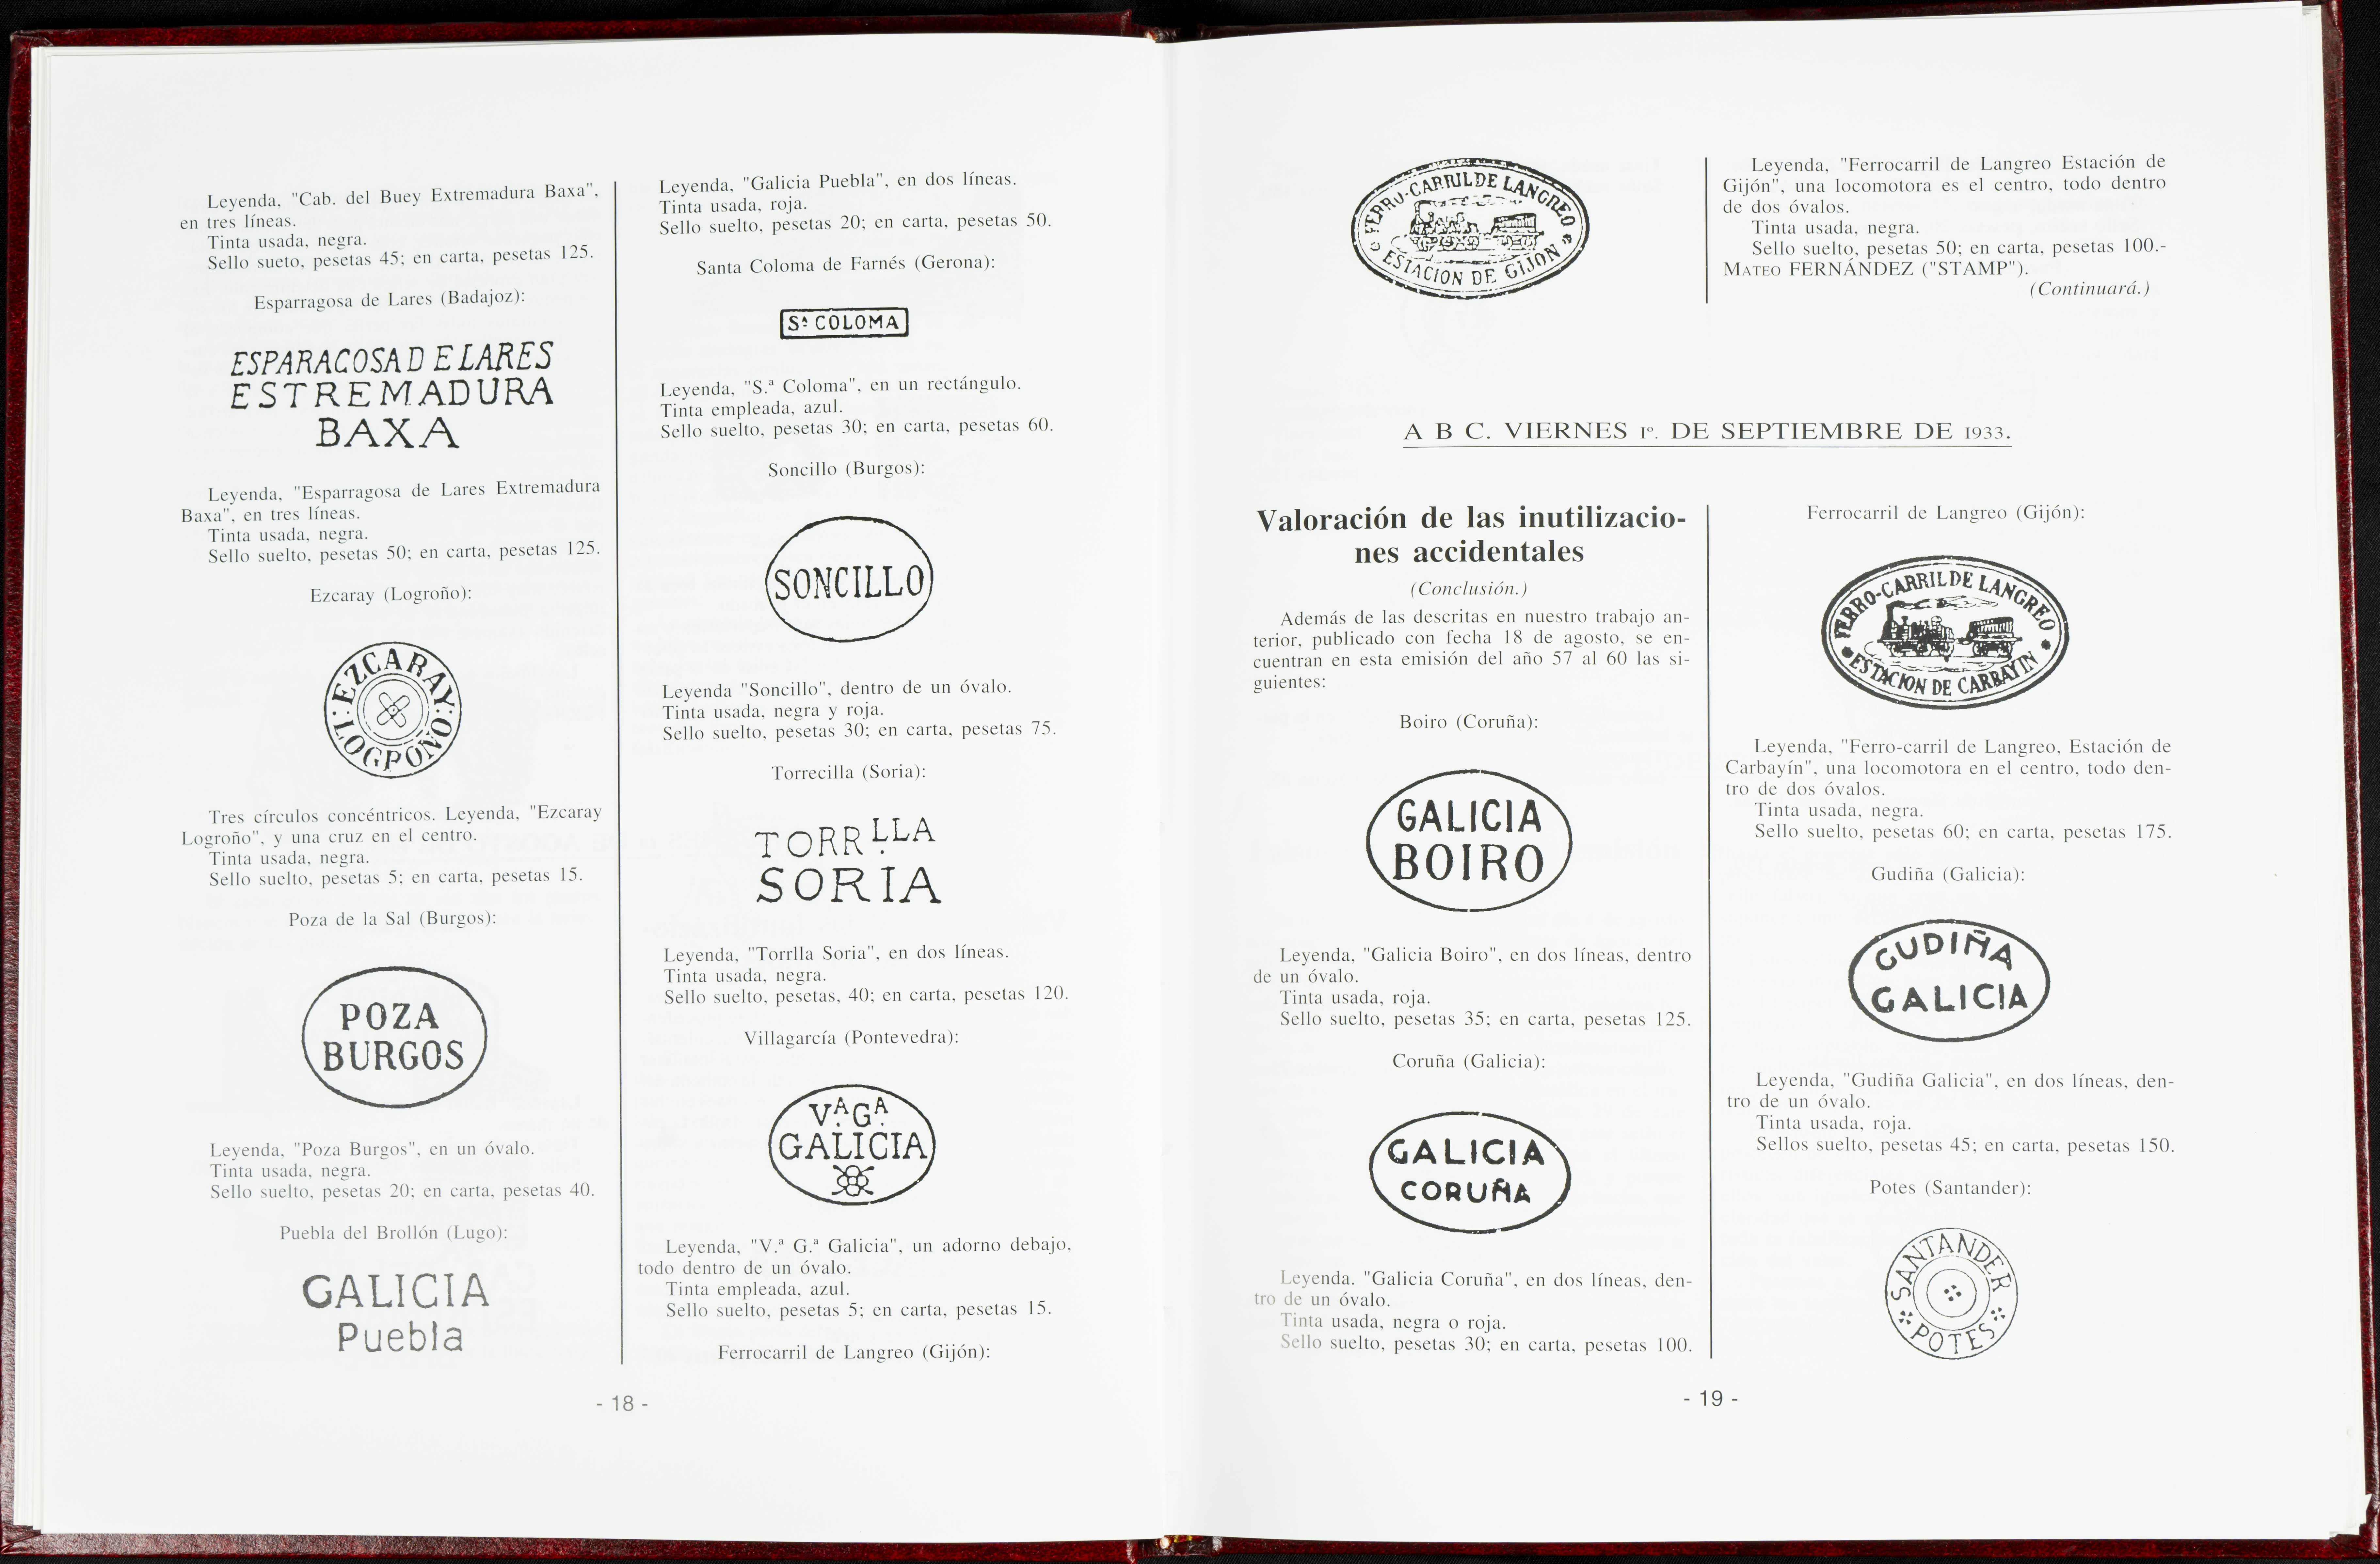 Leyenda, "Cab. del Buey Extremadura Baxa",
en tres líneas.
Tinta usada, negra.
Sello sueto, pesetas 45; en carta, pesetas 125.
Esparragosa de Lares (Badajoz):
ESPARACOSAD E LARES
ESTREMADURA
BAXA
Leyenda, "Esparragosa de Lares Extremadura
Baxa", en tres líneas.
Tinta usada, negra.
Sello suelto, pesetas 50; en carta, pesetas 125.
Ezcaray (Logroño):
EZCARAY
LOGROÑO
Tres círculos concéntricos. Leyenda, "Ezcaray
Logroño", y una cruz en el centro.
Tinta usada, negra.
Sello suelto, pesetas 5; en carta, pesetas 15.
Poza de la Sal (Burgos):
POZA
BURGOS
Leyenda, "Poza Burgos", en un óvalo.
Tinta usada, negra.
Sello suelto, pesetas 20; en carta, pesetas 40.
Puebla del Brollón (Lugo):
GALICIA
Puebla
Leyenda, "Galicia Puebla", en dos líneas.
Tinta usada, roja.
Sello suelto, pesetas 20; en carta, pesetas 50.
Santa Coloma de Farnés (Gerona):
Sª COLOMA
Leyenda, "S.ª Coloma", en un rectángulo.
Tinta empleada, azul.
Sello suelto, pesetas 30; en carta, pesetas 60.
Soncillo (Burgos):
SONCILLO
Leyenda "Soncillo", dentro de un óvalo.
Tinta usada, negra y roja.
Sello suelto, pesetas 30; en carta, pesetas 75.
Torrecilla (Soria):
TORR.LLA
SORIA
Leyenda, "Torrlla Soria", en dos líneas.
Tinta usada, negra.
Sello suelto, pesetas, 40; en carta, pesetas 120.
Villagarcía (Pontevedra):
V.A G.A
GALICIA
Leyenda, "V.ª G.ª Galicia", un adorno debajo,
todo dentro de un óvalo.
Tinta empleada, azul.
Sello suelto, pesetas 5; en carta, pesetas 15.
Ferrocarril de Langreo (Gijón):
- 18 -
FERRO-CARRIL DE LANGREO
ESTACION DE GIJON
Leyenda, "Ferrocarril de Langreo Estación de
Gijón", una locomotora es el centro, todo dentro
de dos óvalos.
Tinta usada, negra.
Sello suelto, pesetas 50; en carta, pesetas 100.-
MATEO FERNÁNDEZ ("STAMP").
(Continuará.)
A B C. VIERNES 1º. DE SEPTIEMBRE DE 1933.
Valoración de las inutilizacio-
nes accidentales
(Conclusión.)
Además de las descritas en nuestro trabajo an-
terior, publicado con fecha 18 de agosto, se en-
cuentran en esta emisión del año 57 al 60 las si-
guientes:
Boiro (Coruña):
GALICIA
BOIRO
Leyenda, "Galicia Boiro", en dos líneas, dentro
de un óvalo.
Tinta usada, roja.
Sello suelto, pesetas 35; en carta, pesetas 125.
Coruña (Galicia):
GALICIA
CORUÑA
Leyenda. "Galicia Coruña", en dos líneas, den-
tro de un óvalo.
Tinta usada, negra o roja.
Sello suelto, pesetas 30; en carta, pesetas 100.
Ferrocarril de Langreo (Gijón):
FERRO-CARRIL DE LANGREO
ESTACION DE CARBAYIN
Leyenda, "Ferro-carril de Langreo, Estación de
Carbayín", una locomotora en el centro, todo den-
tro de dos óvalos.
Tinta usada, negra.
Sello suelto, pesetas 60; en carta, pesetas 175.
Gudiña (Galicia):
GUDIÑA
GALICIA
Leyenda, "Gudiña Galicia", en dos líneas, den-
tro de un óvalo.
Tinta usada, roja.
Sellos suelto, pesetas 45; en carta, pesetas 150.
Potes (Santander):
SANTANDER
POTES
- 19 -